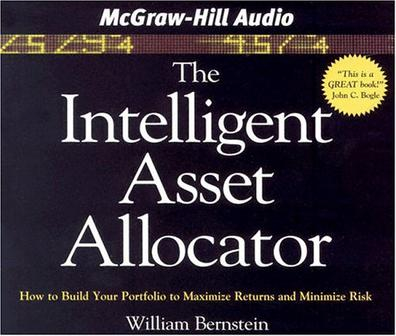 McGraw-Hill Audio
The
"This is a
GREAT book!"
John C. Bogle
Intelligent
Asset
Allocator
How to Build Your Portfolio to Maximize Returns and Minimize Risk
William Bernstein